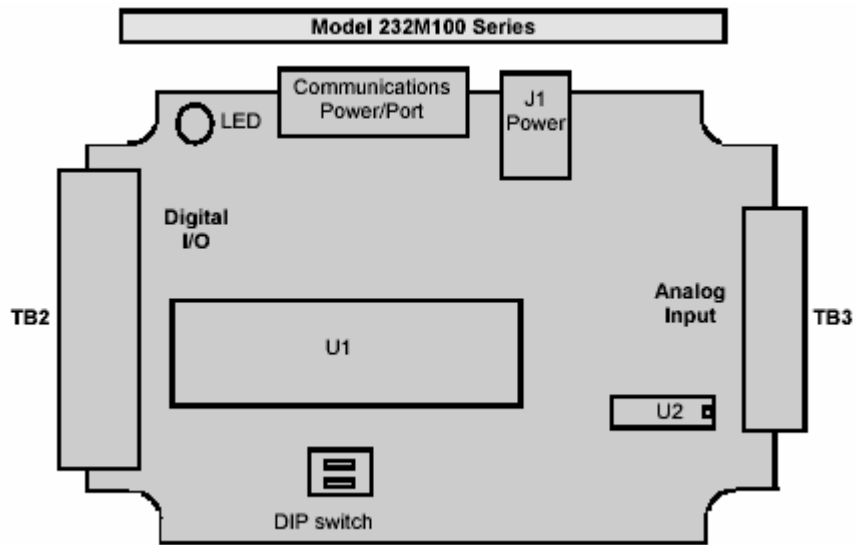 Model 232M100 Series
Communications
Power/Port
J1
Power
LED
Digital
I/O
TB2
Analog
Input
TB3
U1
U2
DIP switch